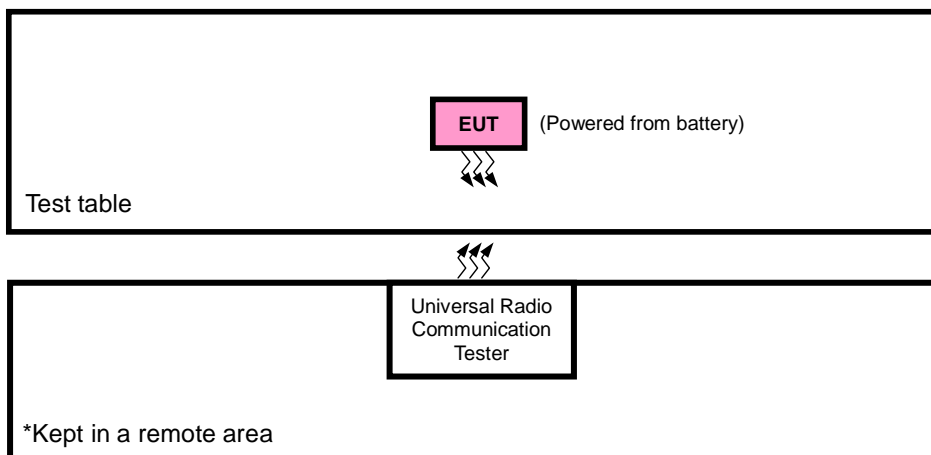 EUT (Powered from battery)
Test table
Universal Radio
Communication
Tester
*Kept in a remote area